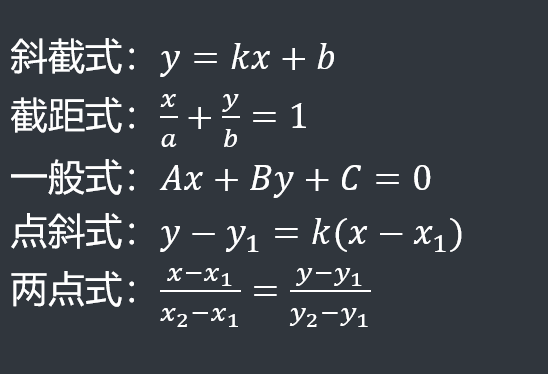 斜截式：y = kx + b
截距式：x/a + y/b = 1
一般式：Ax + By + C = 0
点斜式：y − y₁ = k(x − x₁)
两点式：x−x₁/x₂−x₁ = y−y₁/y₂−y₁